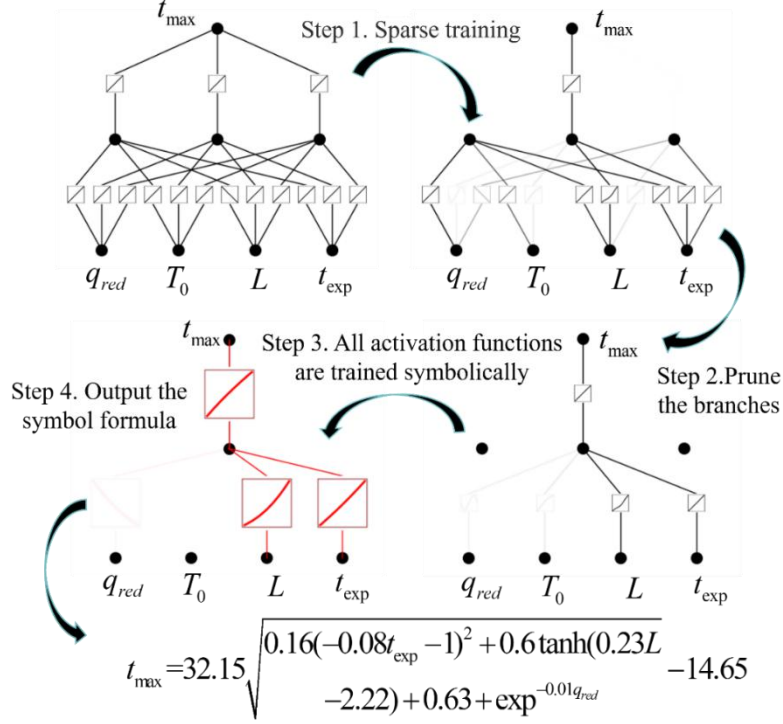 t_max
Step 1. Sparse training
t_max
q_red T_0 L t_exp
q_red T_0 L t_exp
t_max
Step 3. All activation functions
are trained symbolically
t_max
Step 2.Prune
the branches
Step 4. Output the
symbol formula
q_red T_0 L t_exp
q_red T_0 L t_exp
t_max =32.15√(0.16(−0.08t_exp −1)^2 +0.6 tanh(0.23L
−2.22)+0.63+exp^(−0.01q_red)) −14.65